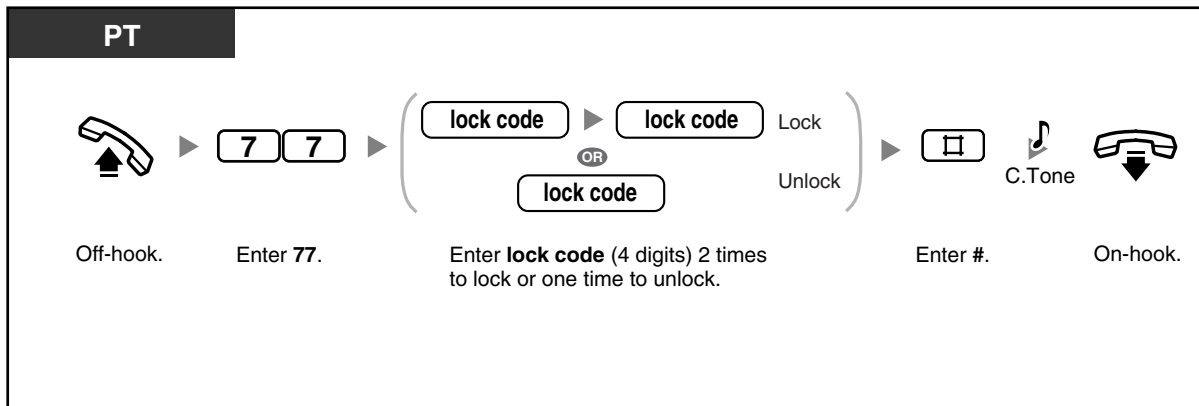 PT
lock code lock code Lock
7 7
OR
lock code Unlock
#
C.Tone
Off-hook. Enter 77. Enter lock code (4 digits) 2 times
to lock or one time to unlock. Enter #. On-hook.